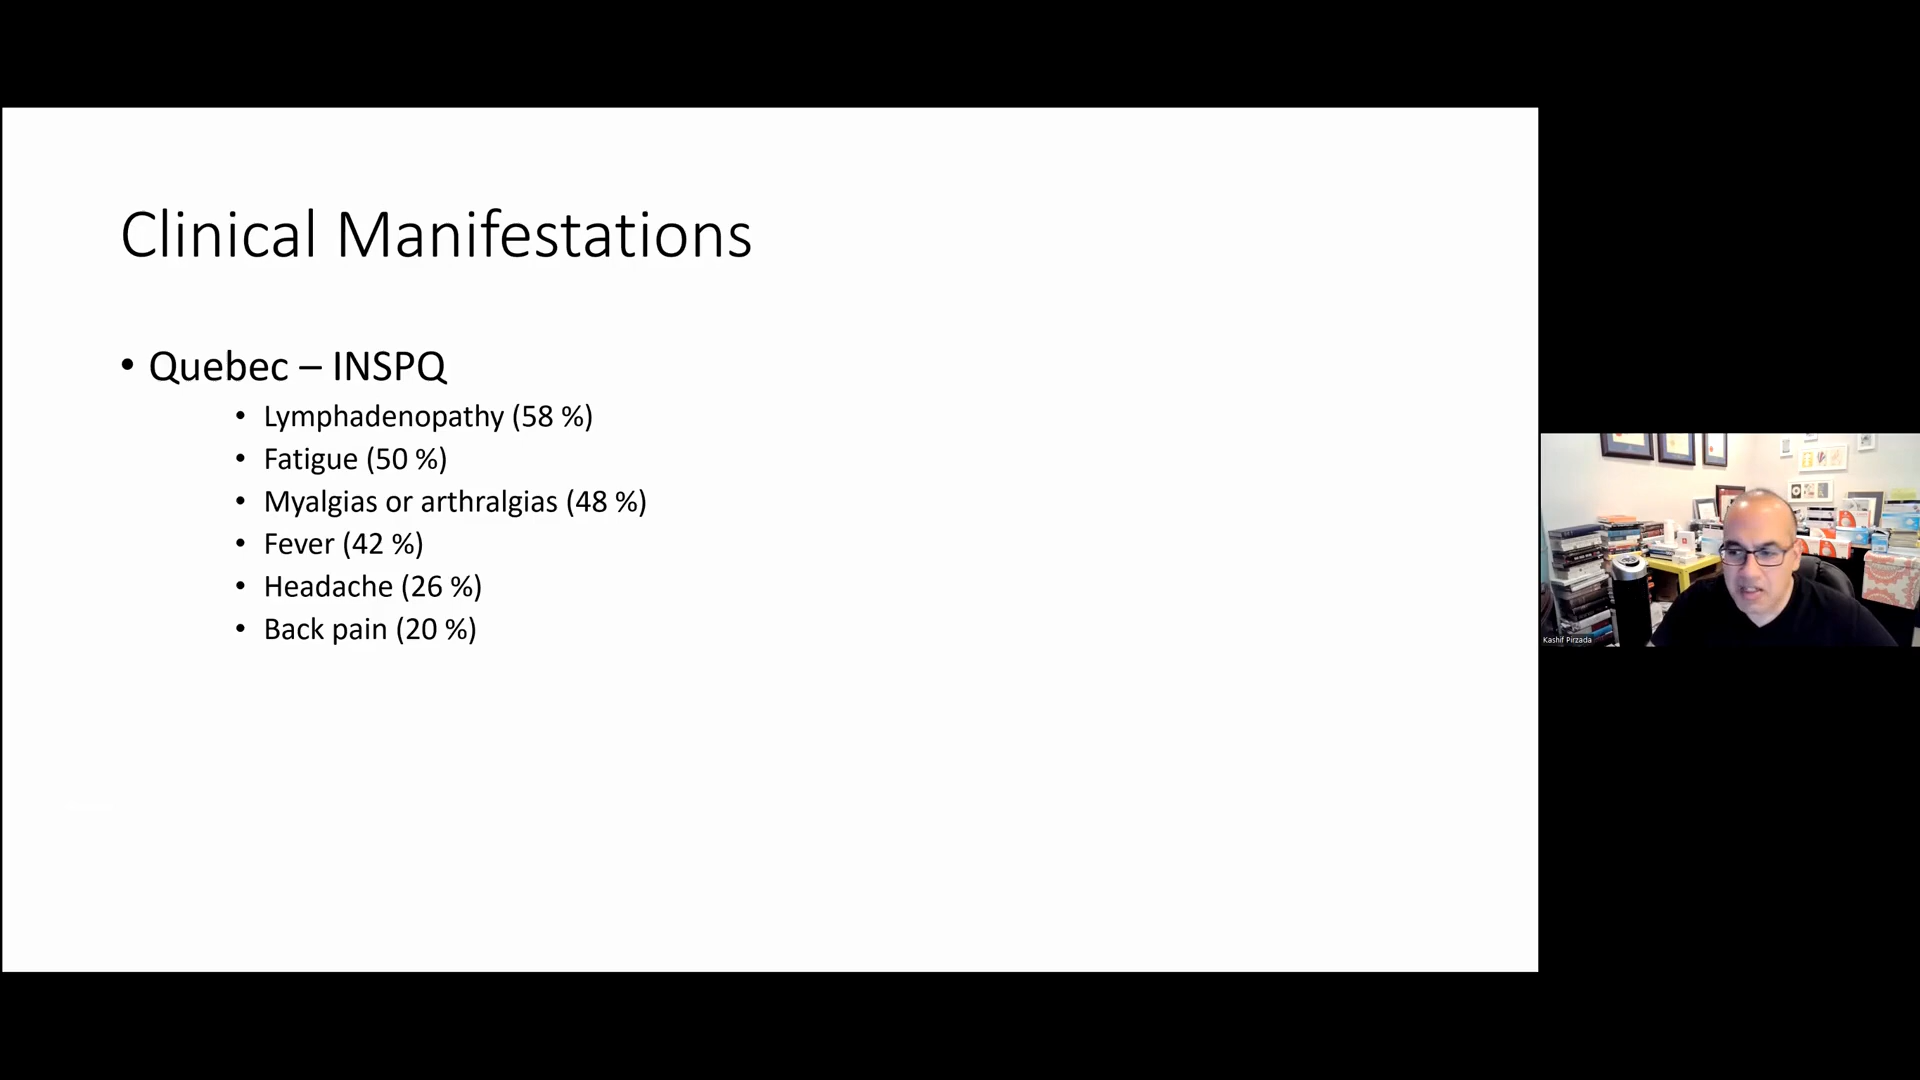 Clinical Manifestations
• Quebec – INSPQ
• Lymphadenopathy (58 %)
• Fatigue (50 %)
• Myalgias or arthralgias (48 %)
• Fever (42 %)
• Headache (26 %)
• Back pain (20 %)
Kashif Pirzada